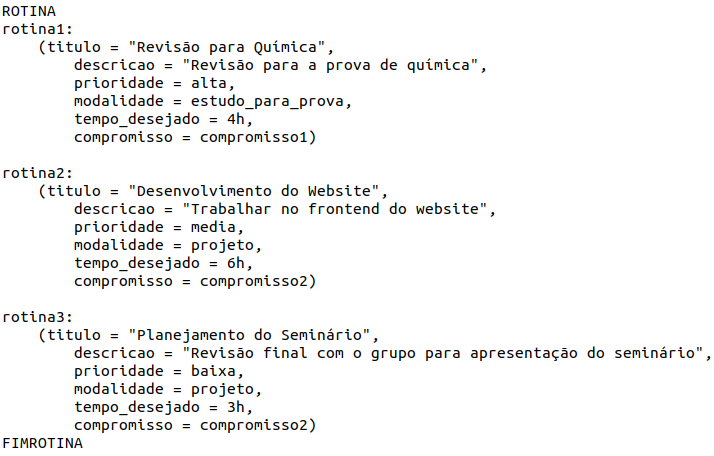 ROTINA
rotina1:
    (titulo = "Revisão para Química",
        descricao = "Revisão para a prova de química",
        prioridade = alta,
        modalidade = estudo_para_prova,
        tempo_desejado = 4h,
        compromisso = compromisso1)

rotina2:
    (titulo = "Desenvolvimento do Website",
        descricao = "Trabalhar no frontend do website",
        prioridade = media,
        modalidade = projeto,
        tempo_desejado = 6h,
        compromisso = compromisso2)

rotina3:
    (titulo = "Planejamento do Seminário",
        descricao = "Revisão final com o grupo para apresentação do seminário",
        prioridade = baixa,
        modalidade = projeto,
        tempo_desejado = 3h,
        compromisso = compromisso2)
FIMROTINA